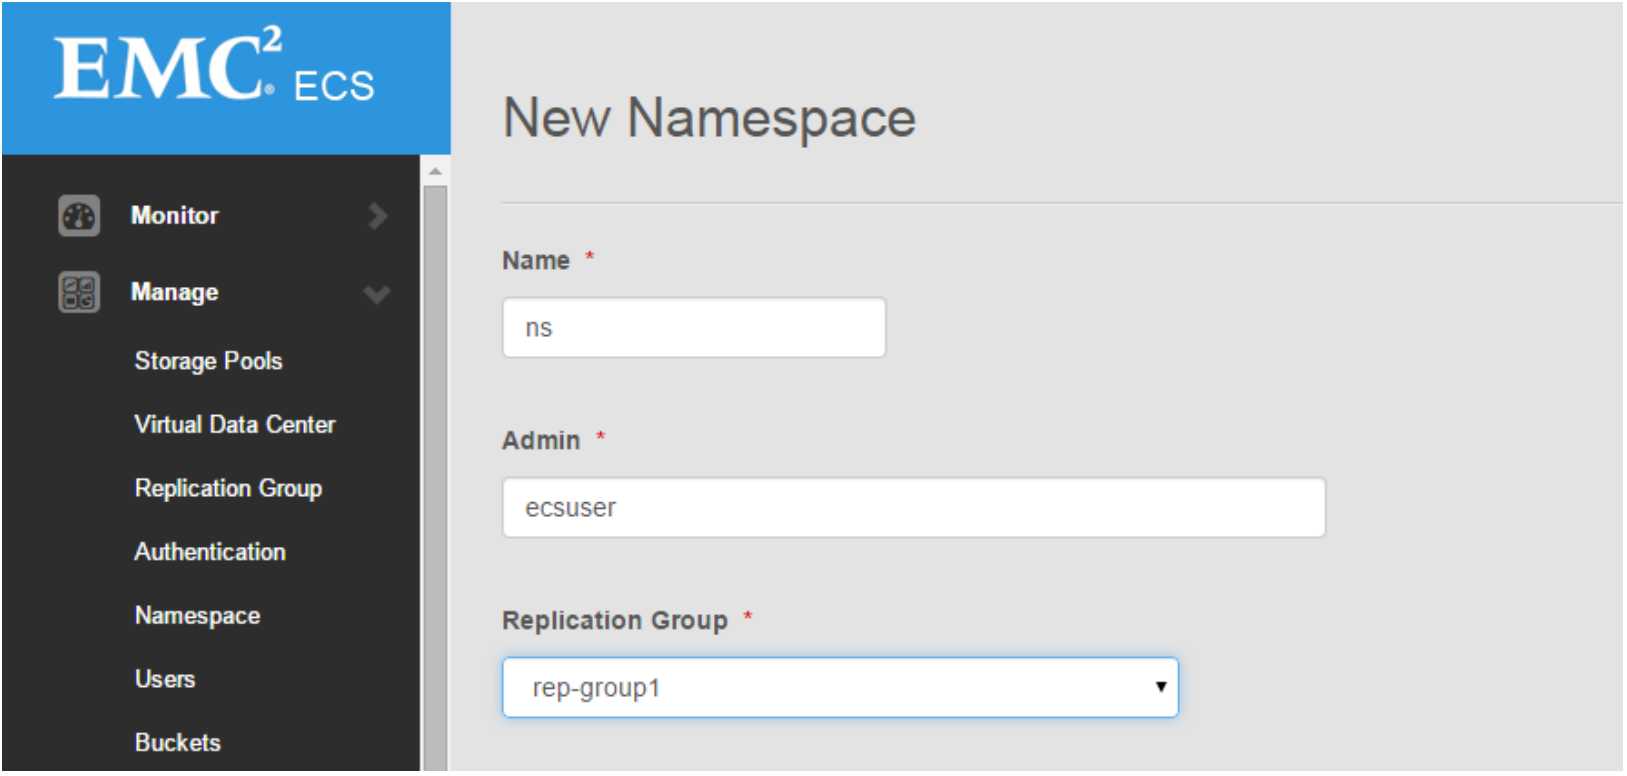 EMC² ® ECS
Monitor
Manage
Storage Pools
Virtual Data Center
Replication Group
Authentication
Namespace
Users
Buckets
New Namespace
Name *
ns
Admin *
ecsuser
Replication Group *
rep-group1